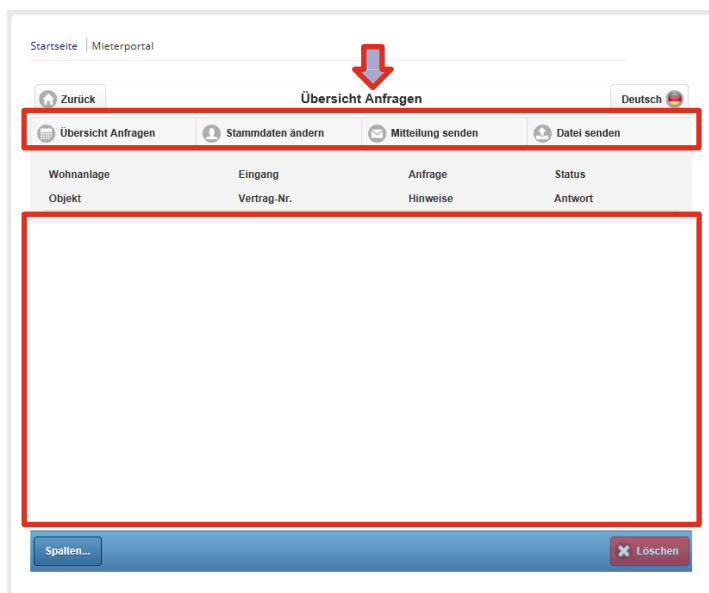 Startseite Mieterportal
Zurück Übersicht Anfragen Deutsch
Übersicht Anfragen Stammdaten ändern Mitteilung senden Datei senden
Wohnanlage Eingang Anfrage Status
Objekt Vertrag-Nr. Hinweise Antwort
Spalten... Löschen